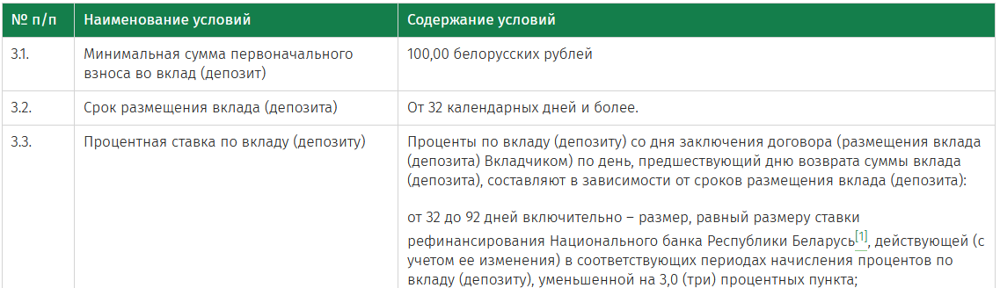 № п/п Наименование условий Содержание условий
3.1. Минимальная сумма первоначального взноса во вклад (депозит) 100,00 белорусских рублей
3.2. Срок размещения вклада (депозита) От 32 календарных дней и более.
3.3. Процентная ставка по вкладу (депозиту) Проценты по вкладу (депозиту) со дня заключения договора (размещения вклада
(депозита) Вкладчиком) по день, предшествующий дню возврата суммы вклада
(депозита), составляют в зависимости от сроков размещения вклада (депозита):
от 32 до 92 дней включительно – размер, равный размеру ставки
рефинансирования Национального банка Республики Беларусь[1], действующей (с
учетом ее изменения) в соответствующих периодах начисления процентов по
вкладу (депозиту), уменьшенной на 3,0 (три) процентных пункта;